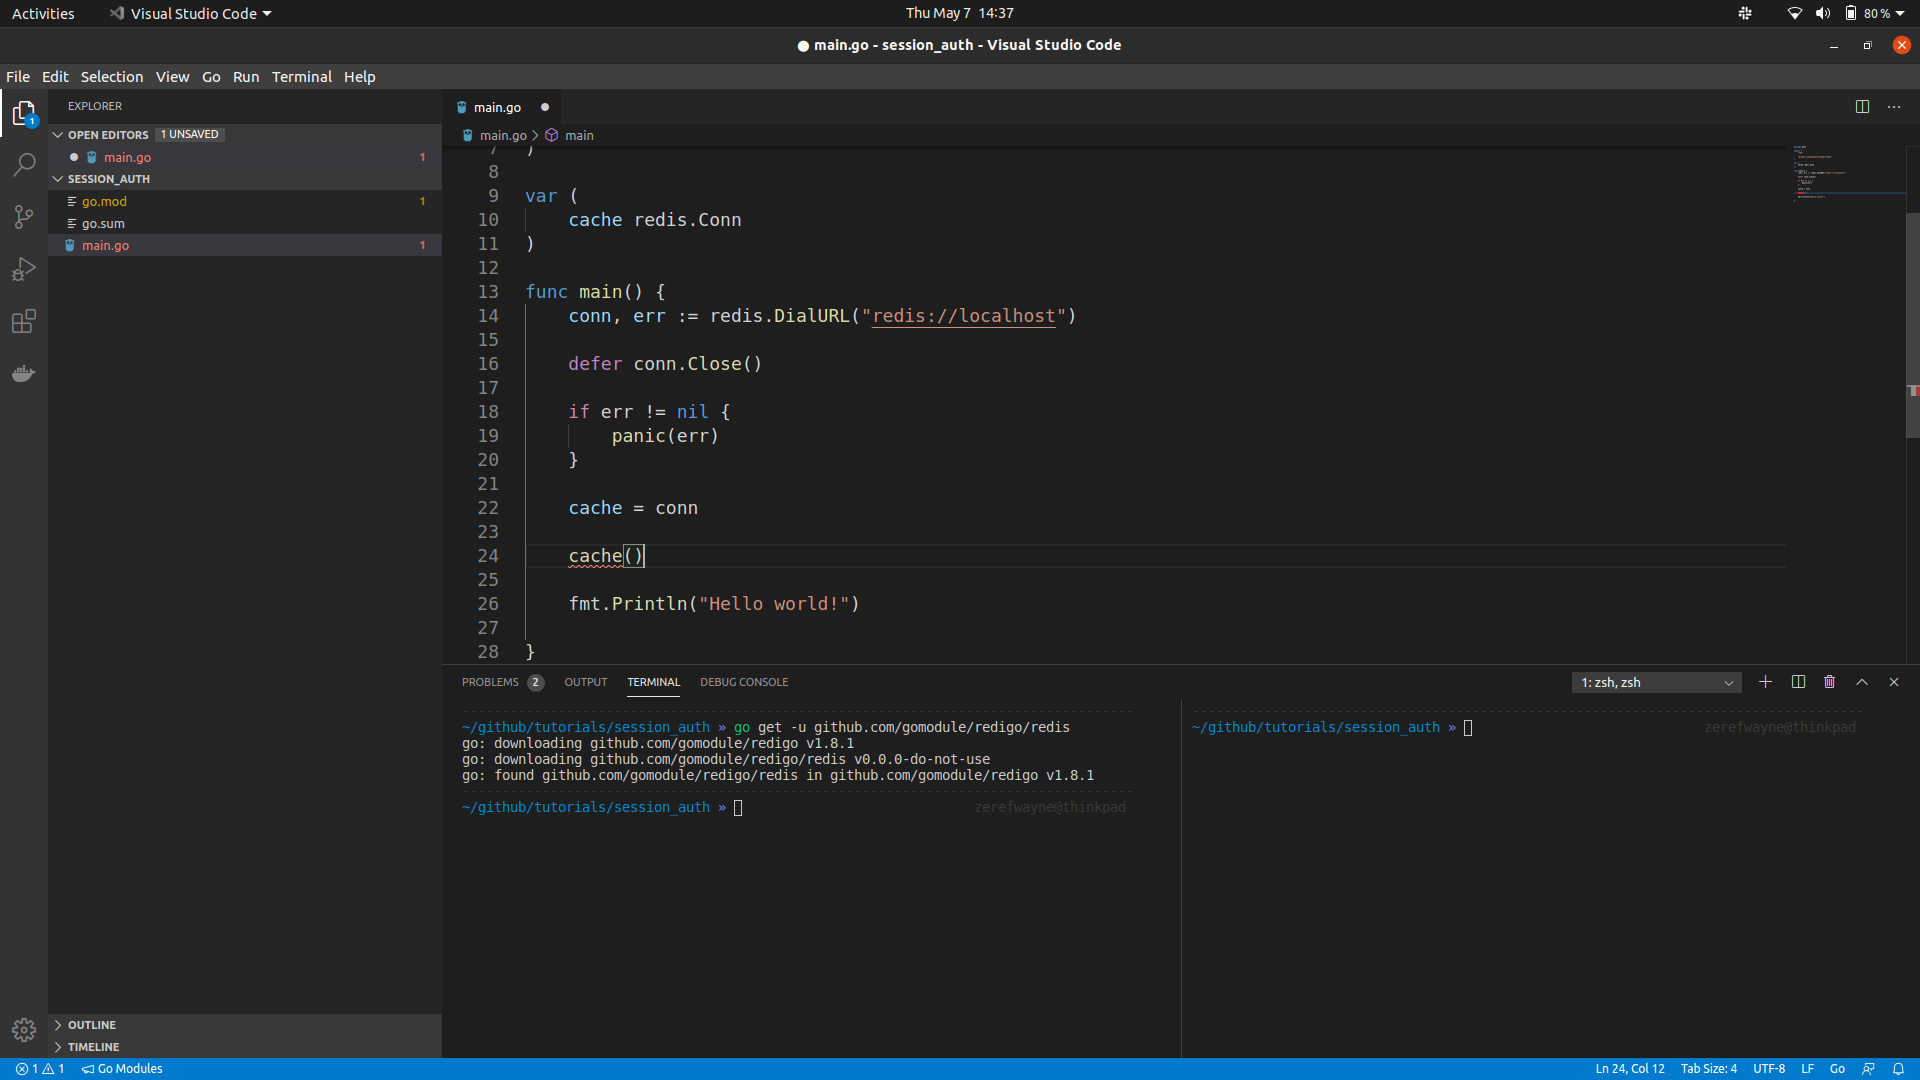 Activities
Visual Studio Code
Thu May 7 14:37
80 %
● main.go - session_auth - Visual Studio Code
File Edit Selection View Go Run Terminal Help
EXPLORER
1
OPEN EDITORS 1 UNSAVED
main.go 1
SESSION_AUTH
go.mod 1
go.sum
main.go 1
OUTLINE
TIMELINE
main.go
main.go > main
7 )
8
9 var (
10 cache redis.Conn
11 )
12
13 func main() {
14 conn, err := redis.DialURL("redis://localhost")
15
16 defer conn.Close()
17
18 if err != nil {
19 panic(err)
20 }
21
22 cache = conn
23
24 cache()
25
26 fmt.Println("Hello world!")
27
28 }
PROBLEMS 2 OUTPUT TERMINAL DEBUG CONSOLE
1: zsh, zsh
~/github/tutorials/session_auth » go get -u github.com/gomodule/redigo/redis
go: downloading github.com/gomodule/redigo v1.8.1
go: downloading github.com/gomodule/redigo/redis v0.0.0-do-not-use
go: found github.com/gomodule/redigo/redis in github.com/gomodule/redigo v1.8.1
~/github/tutorials/session_auth » zerefwayne@thinkpad
~/github/tutorials/session_auth » zerefwayne@thinkpad
1 1 Go Modules
Ln 24, Col 12 Tab Size: 4 UTF-8 LF Go